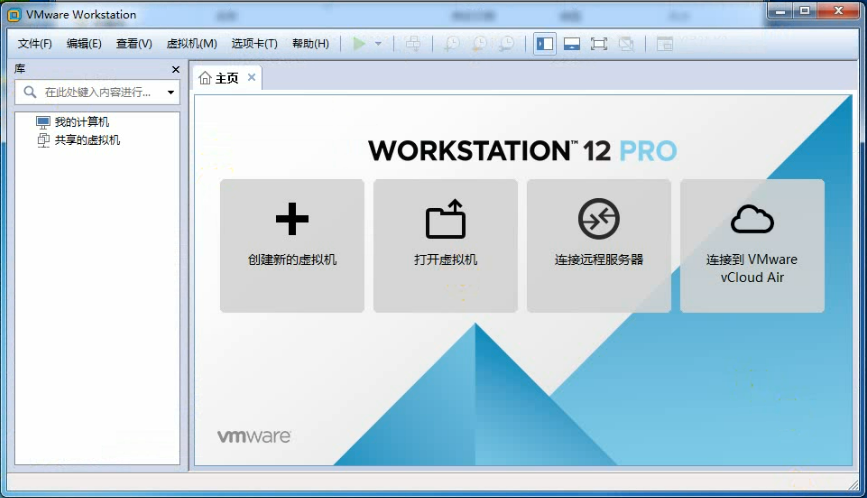 VMware Workstation
文件(F) 编辑(E) 查看(V) 虚拟机(M) 选项卡(T) 帮助(H)
库
主页
在此处键入内容进行...
我的计算机
共享的虚拟机
WORKSTATION™ 12 PRO
创建新的虚拟机
打开虚拟机
连接远程服务器
连接到 VMware
vCloud Air
vmware